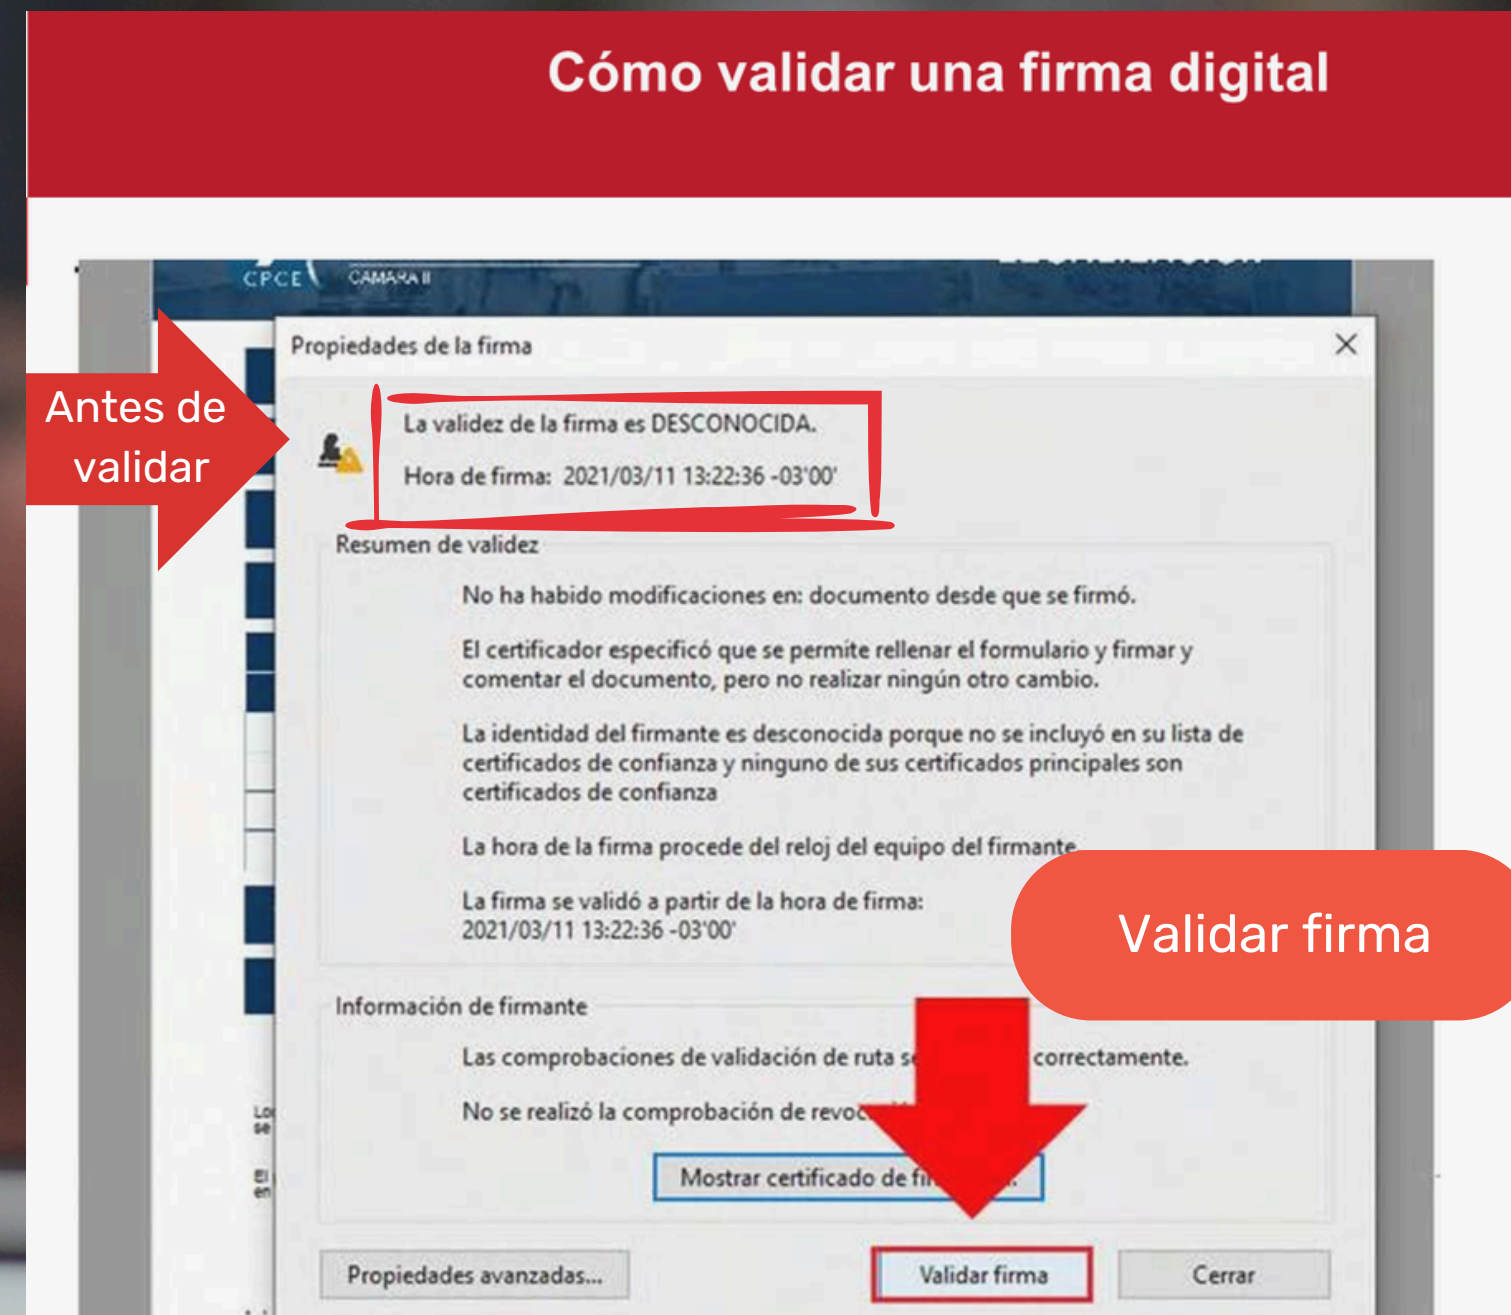 Cómo validar una firma digital
CPCE
CAMARA II
Propiedades de la firma
Antes de
validar
La validez de la firma es DESCONOCIDA.
Hora de firma: 2021/03/11 13:22:36 -03'00'
Resumen de validez
No ha habido modificaciones en: documento desde que se firmó.
El certificador especificó que se permite rellenar el formulario y firmar y
comentar el documento, pero no realizar ningún otro cambio.
La identidad del firmante es desconocida porque no se incluyó en su lista de
certificados de confianza y ninguno de sus certificados principales son
certificados de confianza
La hora de la firma procede del reloj del equipo del firmante
La firma se validó a partir de la hora de firma:
2021/03/11 13:22:36 -03'00'
Validar firma
Información de firmante
Las comprobaciones de validación de ruta correctamente.
No se realizó la comprobación de
Mostrar certificado de
Propiedades avanzadas...
Validar firma
Cerrar